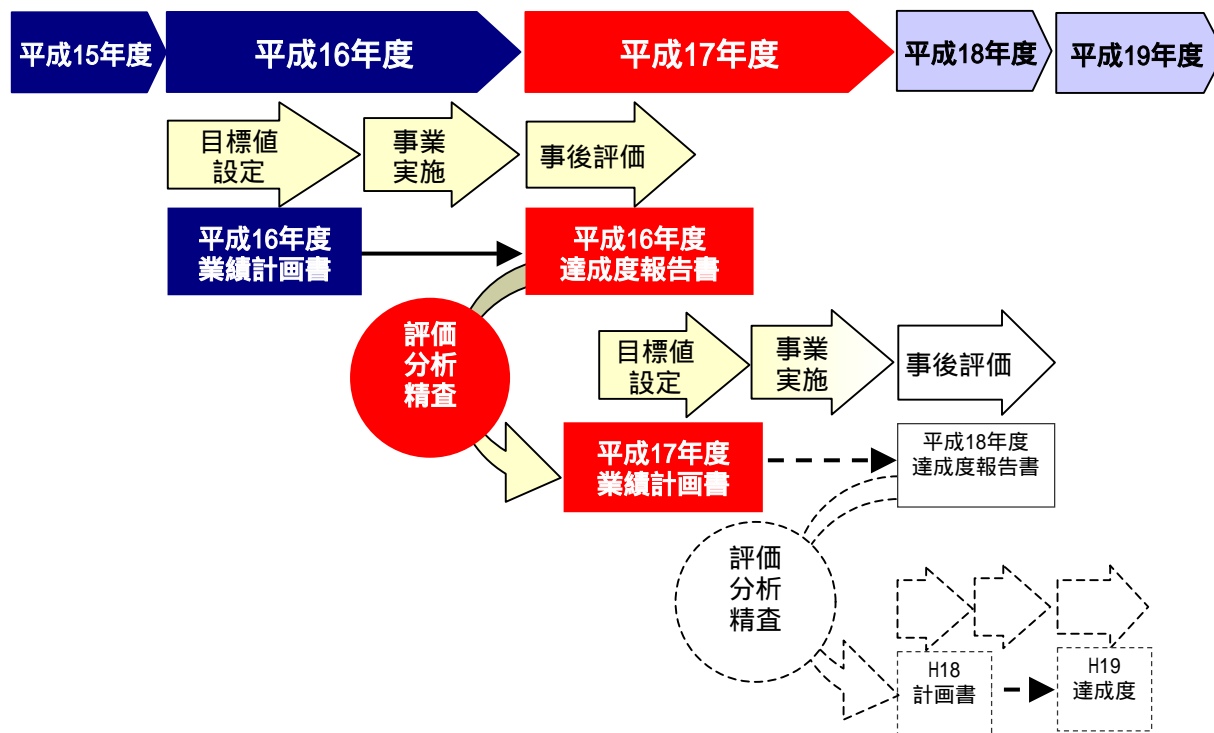 平成15年度
平成16年度
平成17年度
平成18年度
平成19年度
目標値
設定
事業
実施
事後評価
平成16年度
業績計画書
平成16年度
達成度報告書
評価
分析
精査
目標値
設定
事業
実施
事後評価
平成17年度
業績計画書
平成18年度
達成度報告書
評価
分析
精査
H18
計画書
H19
達成度